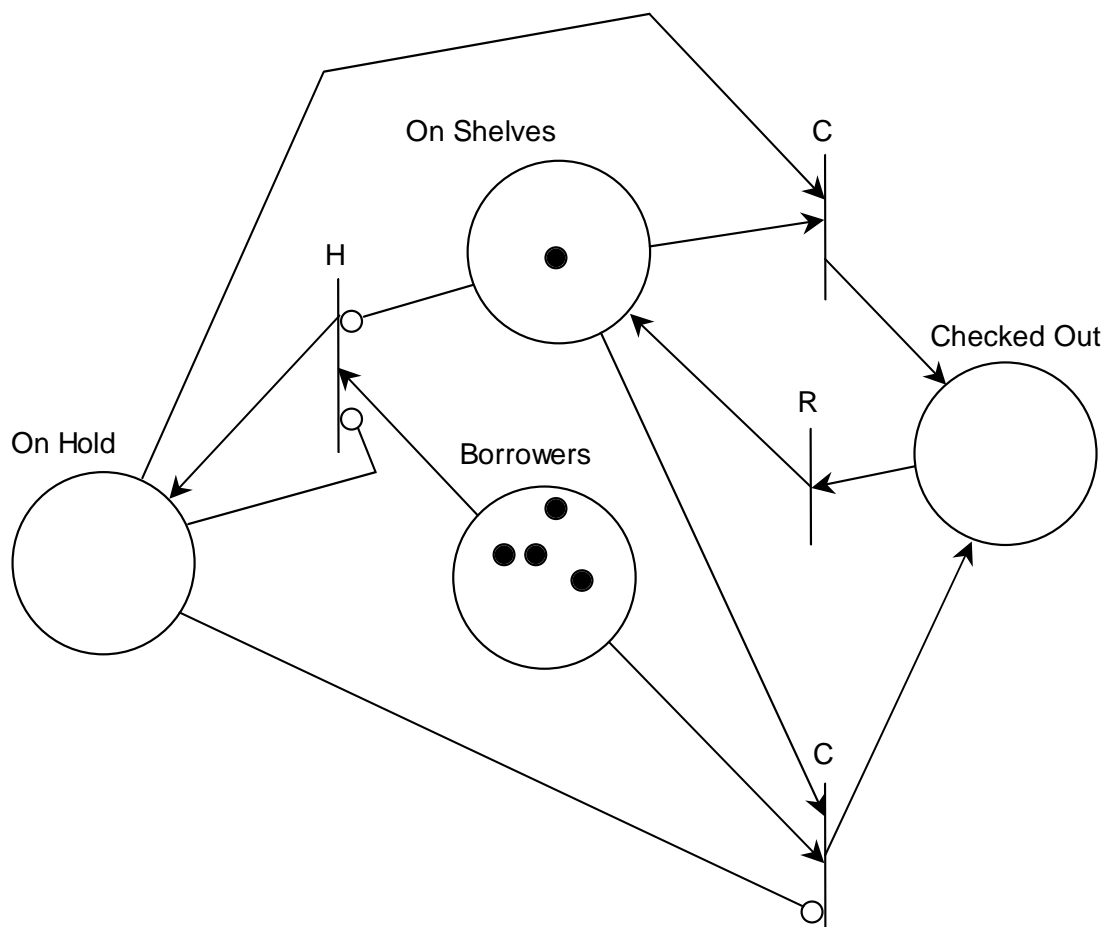 C
On Shelves
H
Checked Out
R
On Hold
Borrowers
C